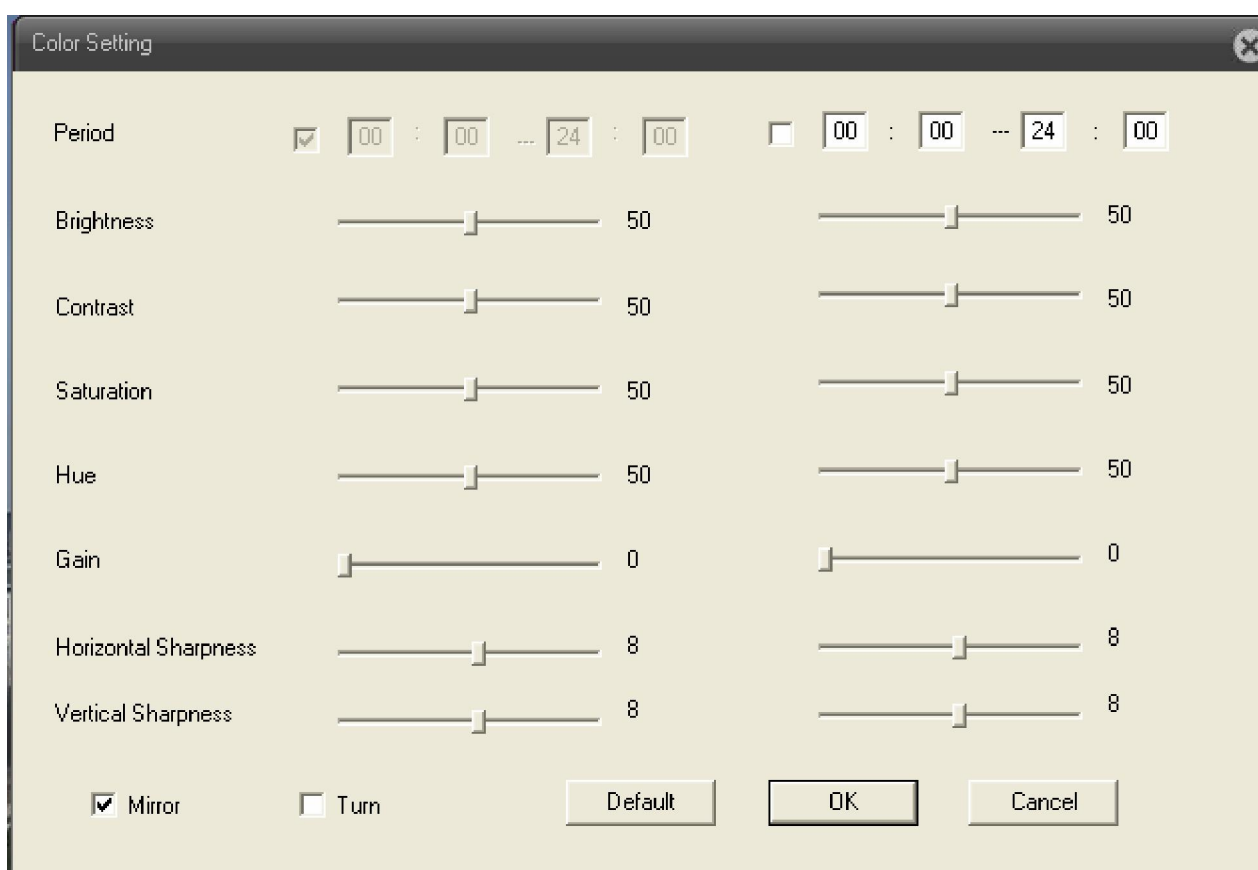 Color Setting
Period 00 : 00 --- 24 : 00 00 : 00 --- 24 : 00
Brightness 50 50
Contrast 50 50
Saturation 50 50
Hue 50 50
Gain 0 0
Horizontal Sharpness 8 8
Vertical Sharpness 8 8
Mirror Turn Default OK Cancel